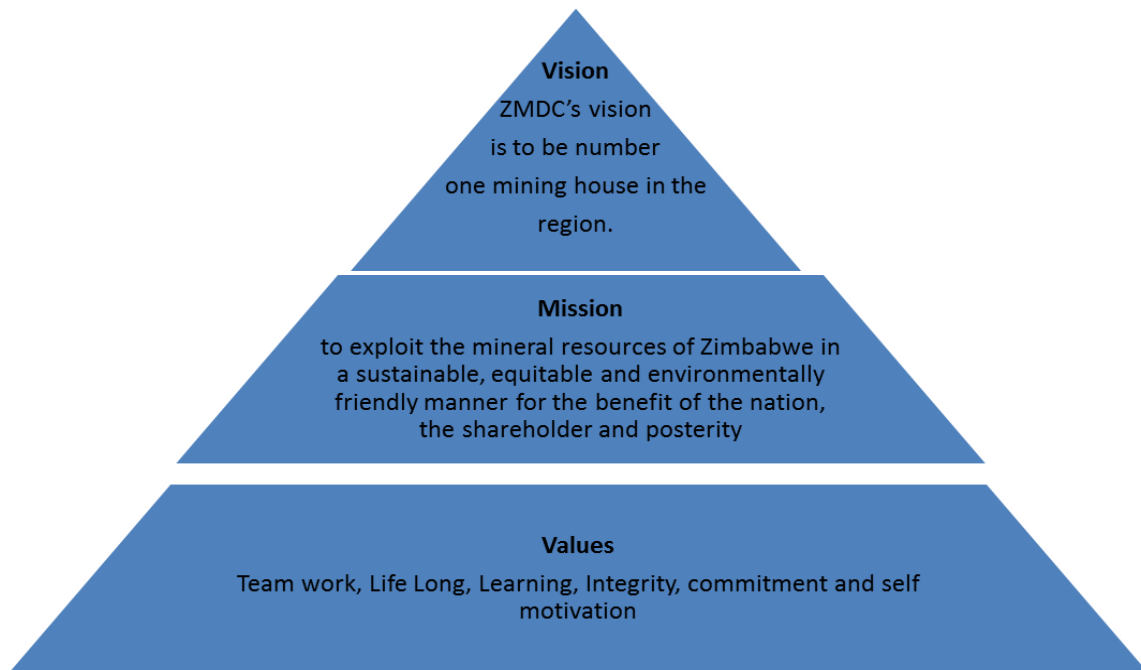 Vision
ZMDC’s vision
is to be number
one mining house in the
region.
Mission
to exploit the mineral resources of Zimbabwe in
a sustainable, equitable and environmentally
friendly manner for the benefit of the nation,
the shareholder and posterity
Values
Team work, Life Long, Learning, Integrity, commitment and self
motivation